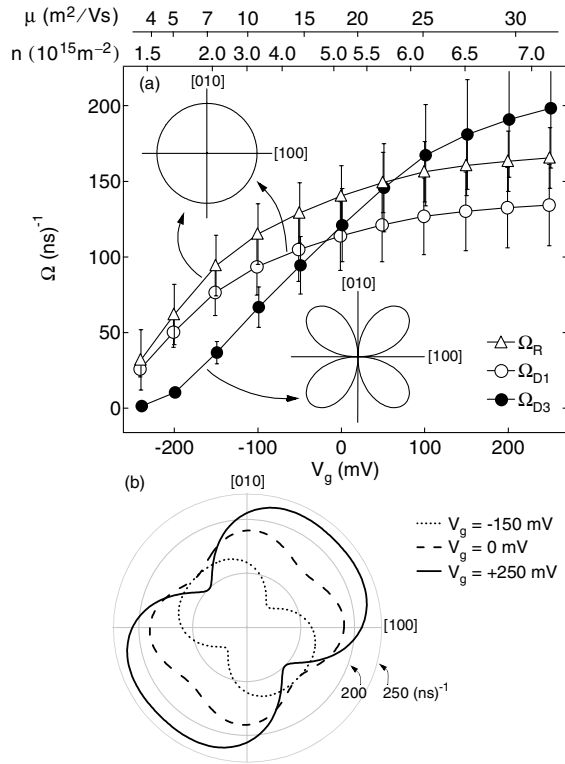 μ (m²/Vs) 4 5 7 10 15 20 25 30
n (10¹⁵m⁻²) 1.5 2.0 3.0 4.0 5.0 5.5 6.0 6.5 7.0
(a)
[010]
[100]
200
150
100
50
0
Ω (ns)⁻¹
[010]
[100]
Ω_R
Ω_D1
Ω_D3
-200 -100 0 100 200
V_g (mV)
(b)
[010]
[100]
200 250 (ns)⁻¹
V_g = -150 mV
V_g = 0 mV
V_g = +250 mV